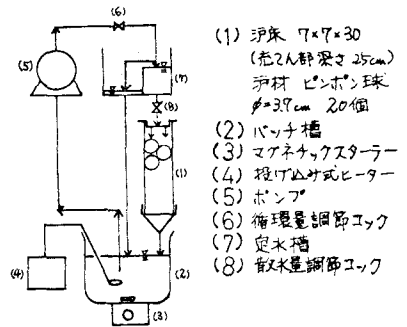 (1) 沪床 7×7×30
(充てん部深さ 25cm)
沪材 ピンポン球
φ=3.7cm 20個
(2) バッチ槽
(3) マグネチックスターラー
(4) 投げ込み式ヒーター
(5) ポンプ
(6) 循環量調節コック
(7) 定水槽
(8) 散水量調節コック
(6)
(5)
(7)
(8)
(1)
(4)
(2)
(3)